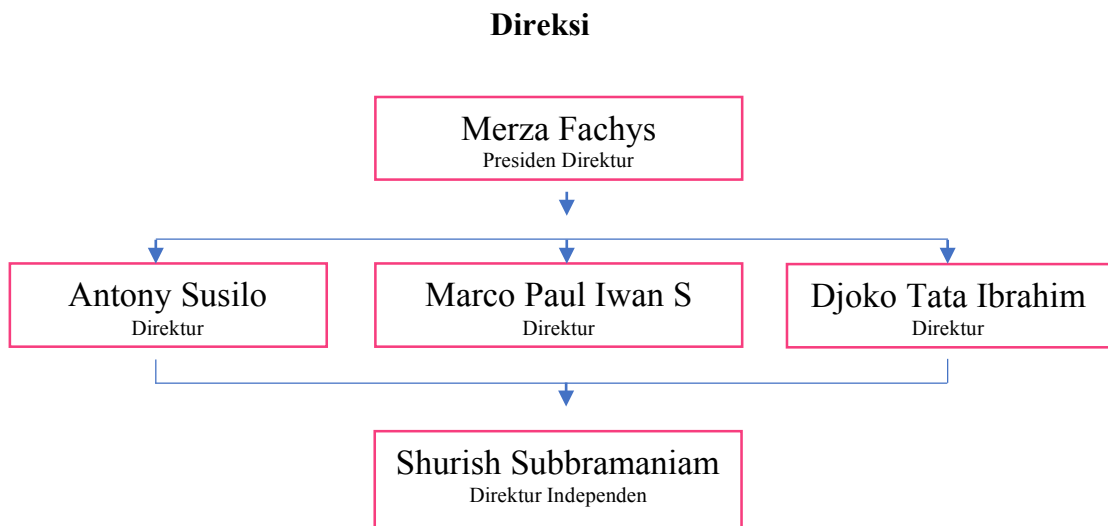 Direksi
Merza Fachys
Presiden Direktur
Antony Susilo
Direktur
Marco Paul Iwan S
Direktur
Djoko Tata Ibrahim
Direktur
Shurish Subbramaniam
Direktur Independen